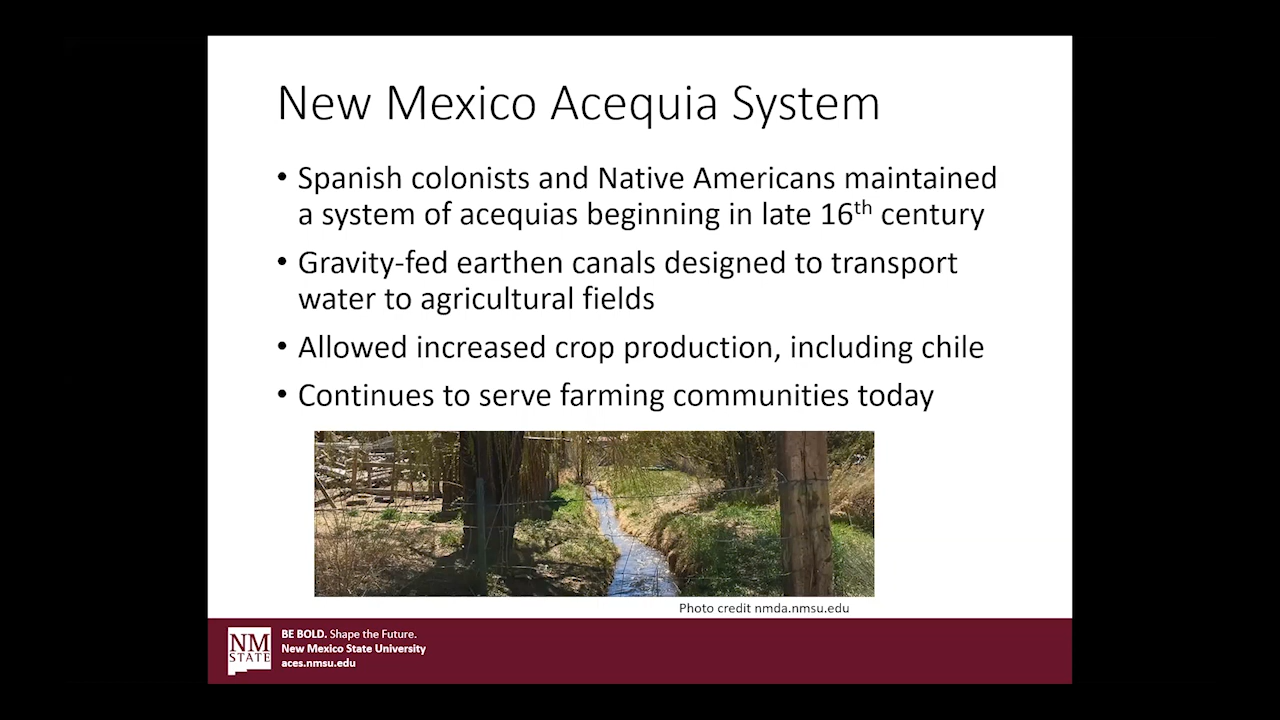 New Mexico Acequia System
• Spanish colonists and Native Americans maintained
a system of acequias beginning in late 16th century
• Gravity-fed earthen canals designed to transport
water to agricultural fields
• Allowed increased crop production, including chile
• Continues to serve farming communities today
Photo credit nmda.nmsu.edu
NM
STATE
BE BOLD. Shape the Future.
New Mexico State University
aces.nmsu.edu